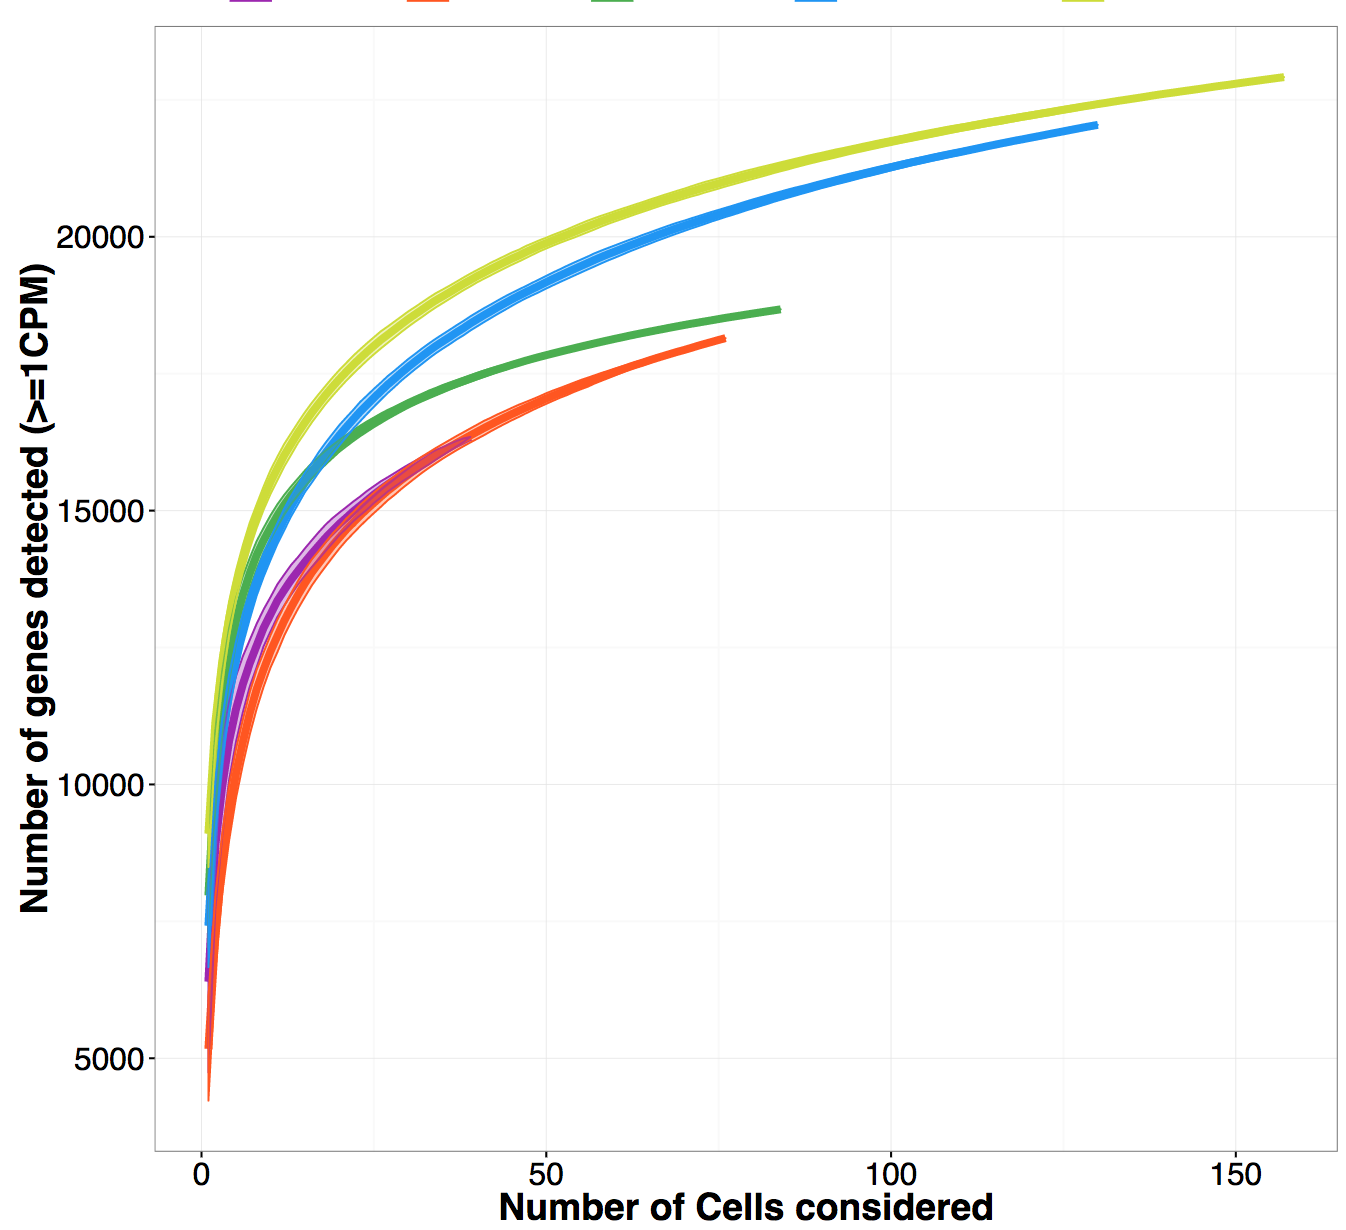 Number of genes detected (>=1CPM)
20000
15000
10000
5000
0 50 100 150
Number of Cells considered